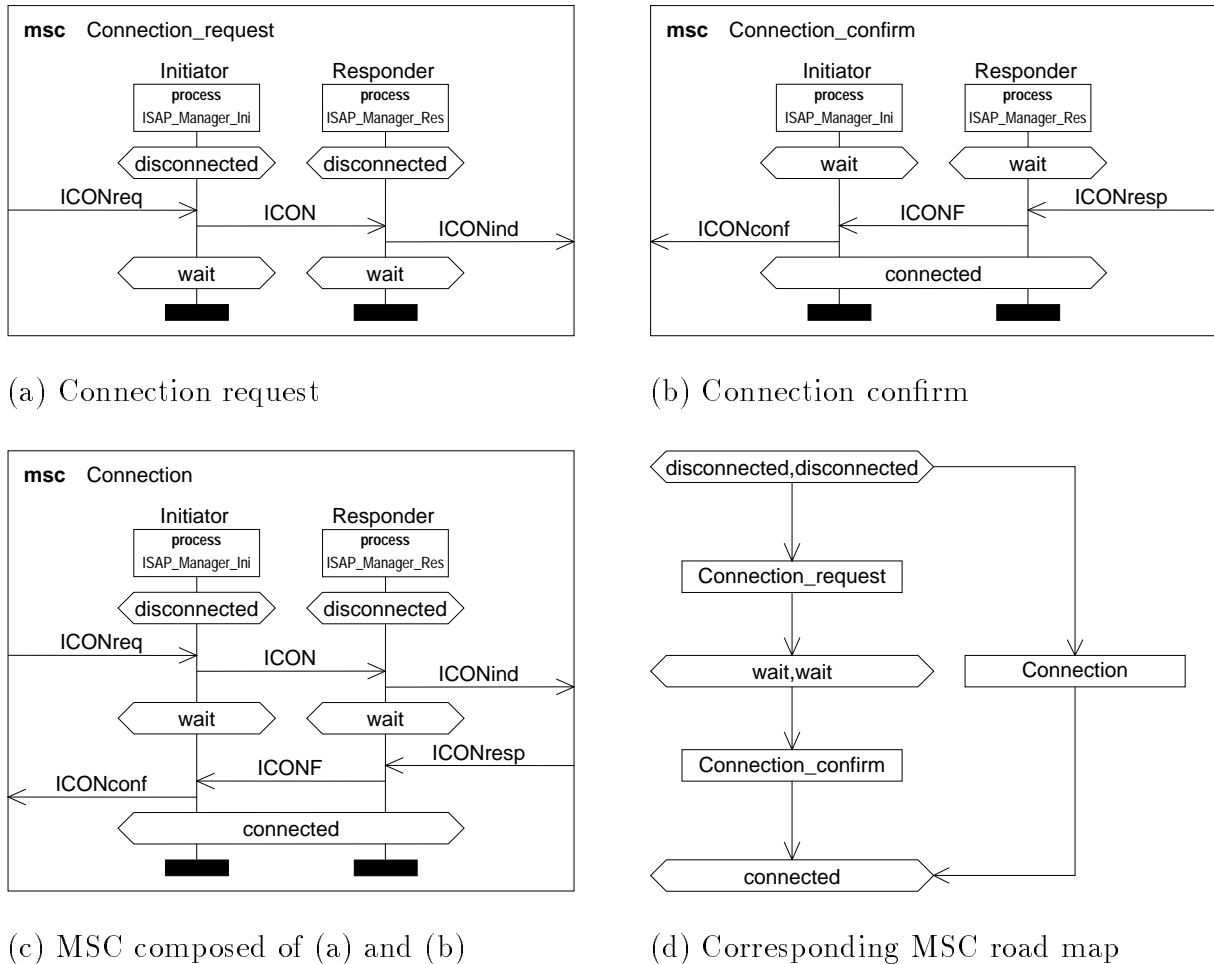 msc Connection_request
Initiator Responder
process process
ISAP_Manager_Ini ISAP_Manager_Res
disconnected disconnected
ICONreq
ICON
ICONind
wait wait
(a) Connection request
msc Connection_confirm
Initiator Responder
process process
ISAP_Manager_Ini ISAP_Manager_Res
wait wait
ICONresp
ICONF
ICONconf
connected
(b) Connection confirm
msc Connection
Initiator Responder
process process
ISAP_Manager_Ini ISAP_Manager_Res
disconnected disconnected
ICONreq
ICON
ICONind
wait wait
ICONresp
ICONF
ICONconf
connected
(c) MSC composed of (a) and (b)
disconnected,disconnected
Connection_request
wait,wait
Connection
Connection_confirm
connected
(d) Corresponding MSC road map